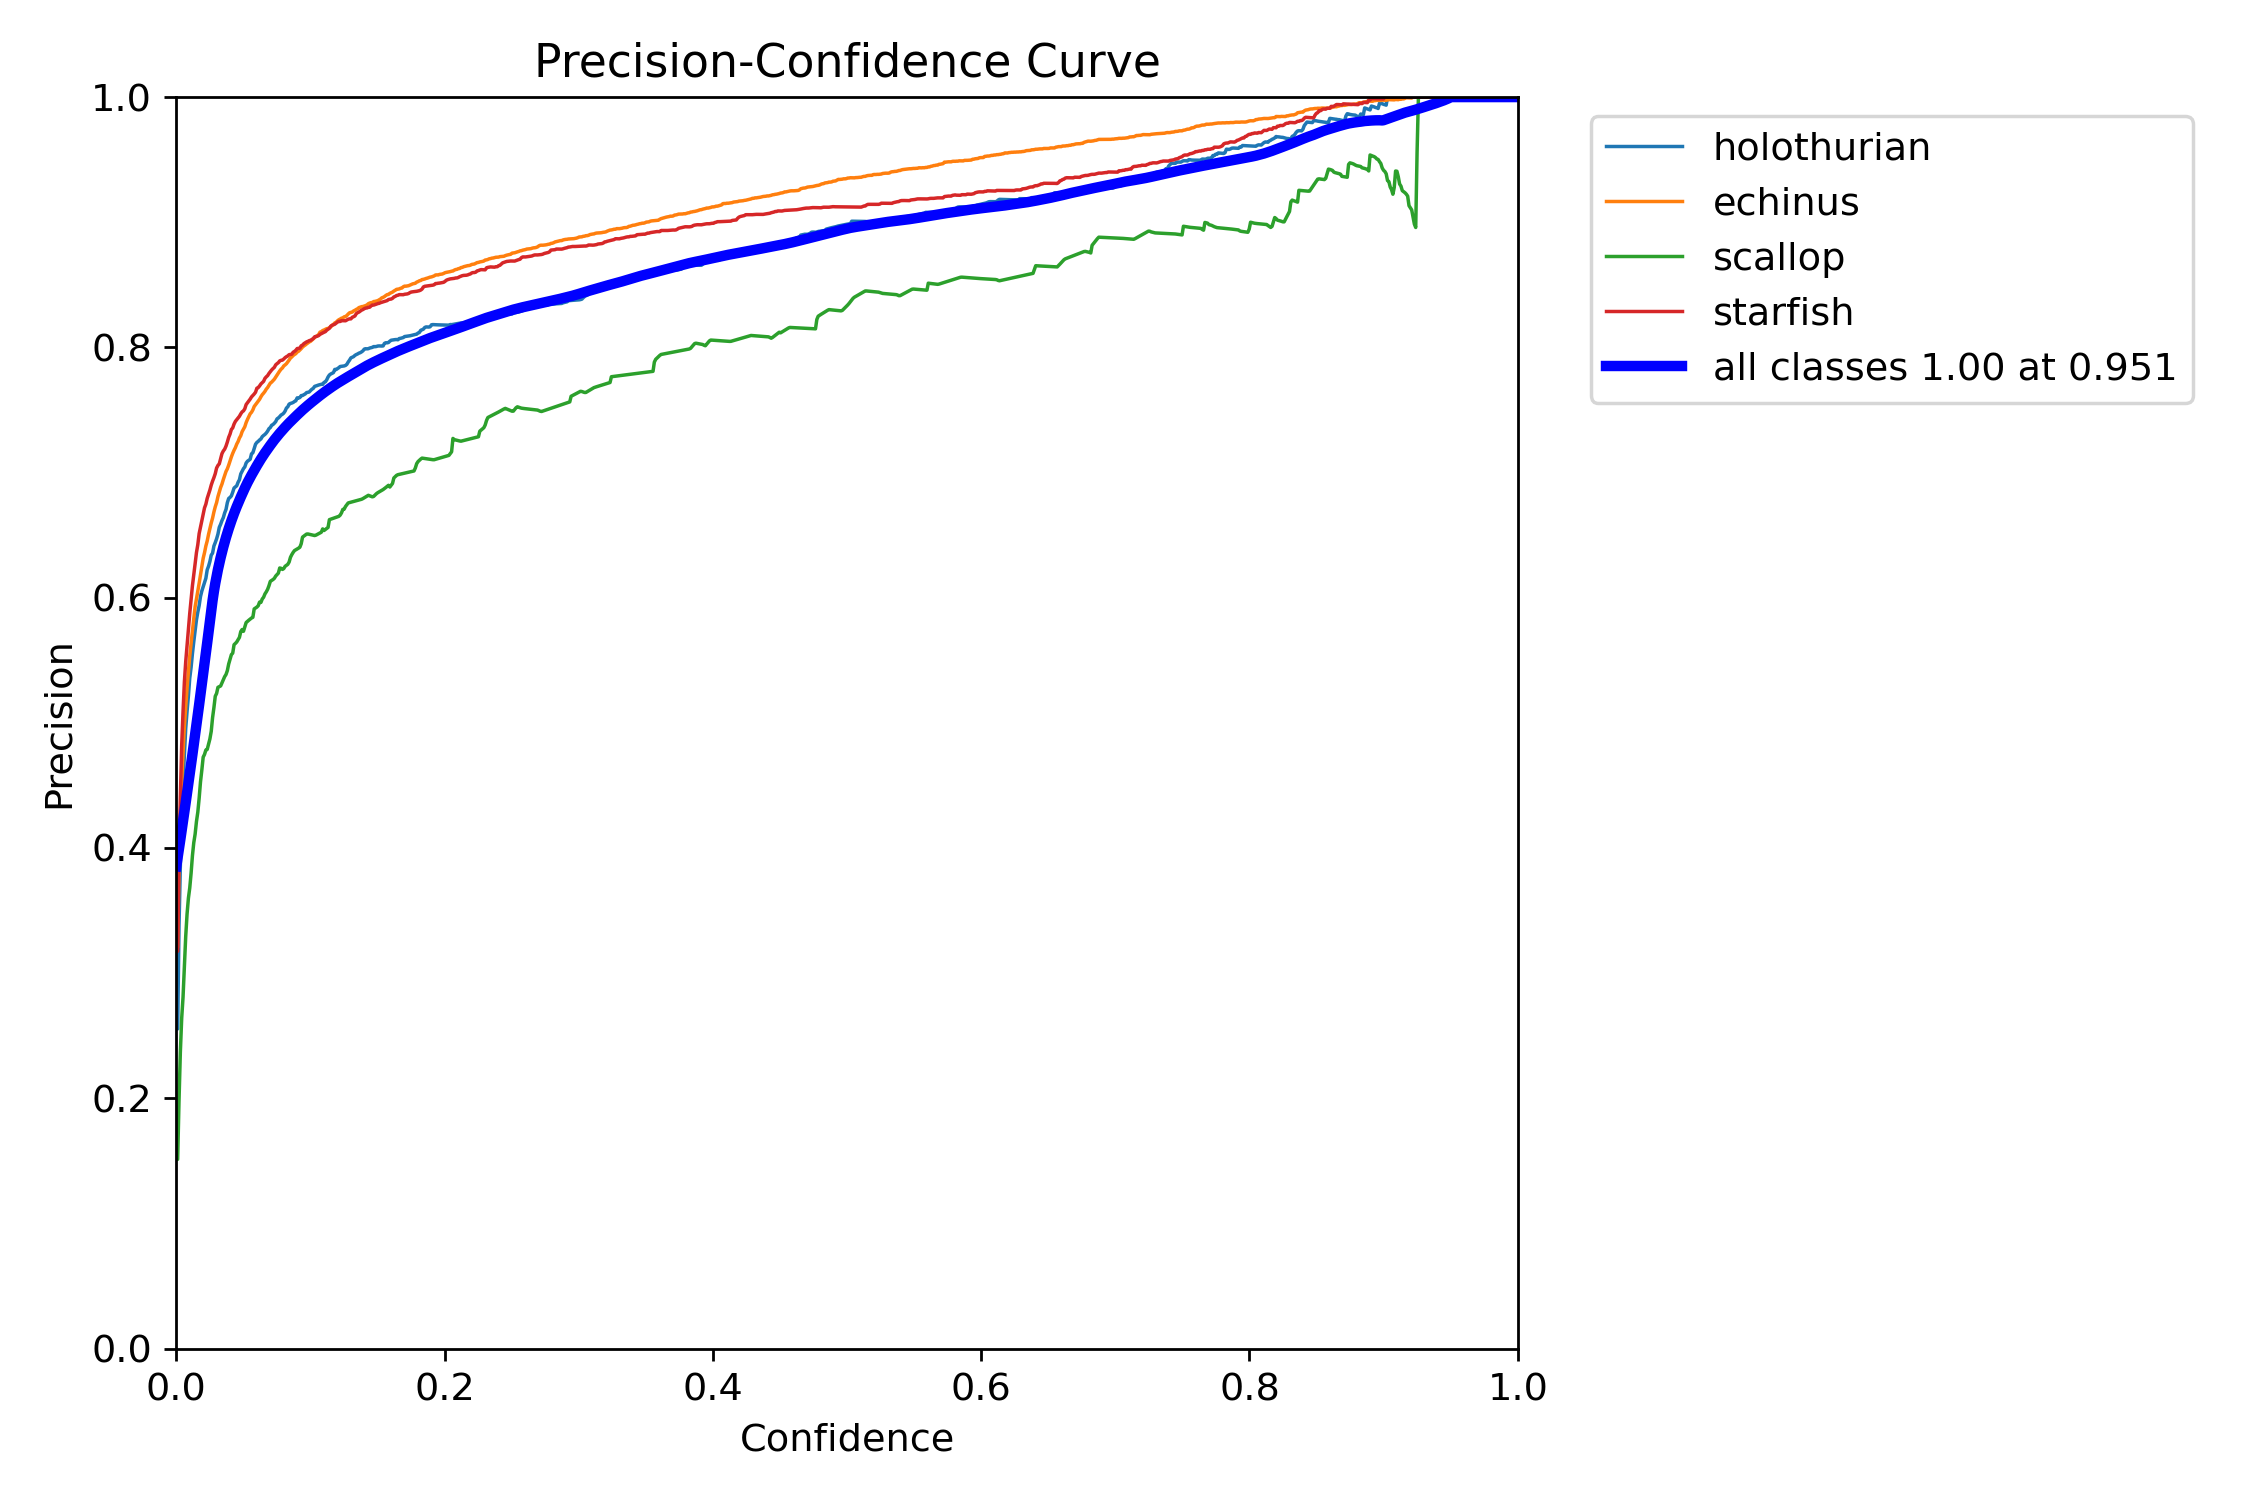 Precision-Confidence Curve
1.0
0.8
0.6
0.4
0.2
0.0
Precision
0.0 0.2 0.4 0.6 0.8 1.0
Confidence
holothurian
echinus
scallop
starfish
all classes 1.00 at 0.951